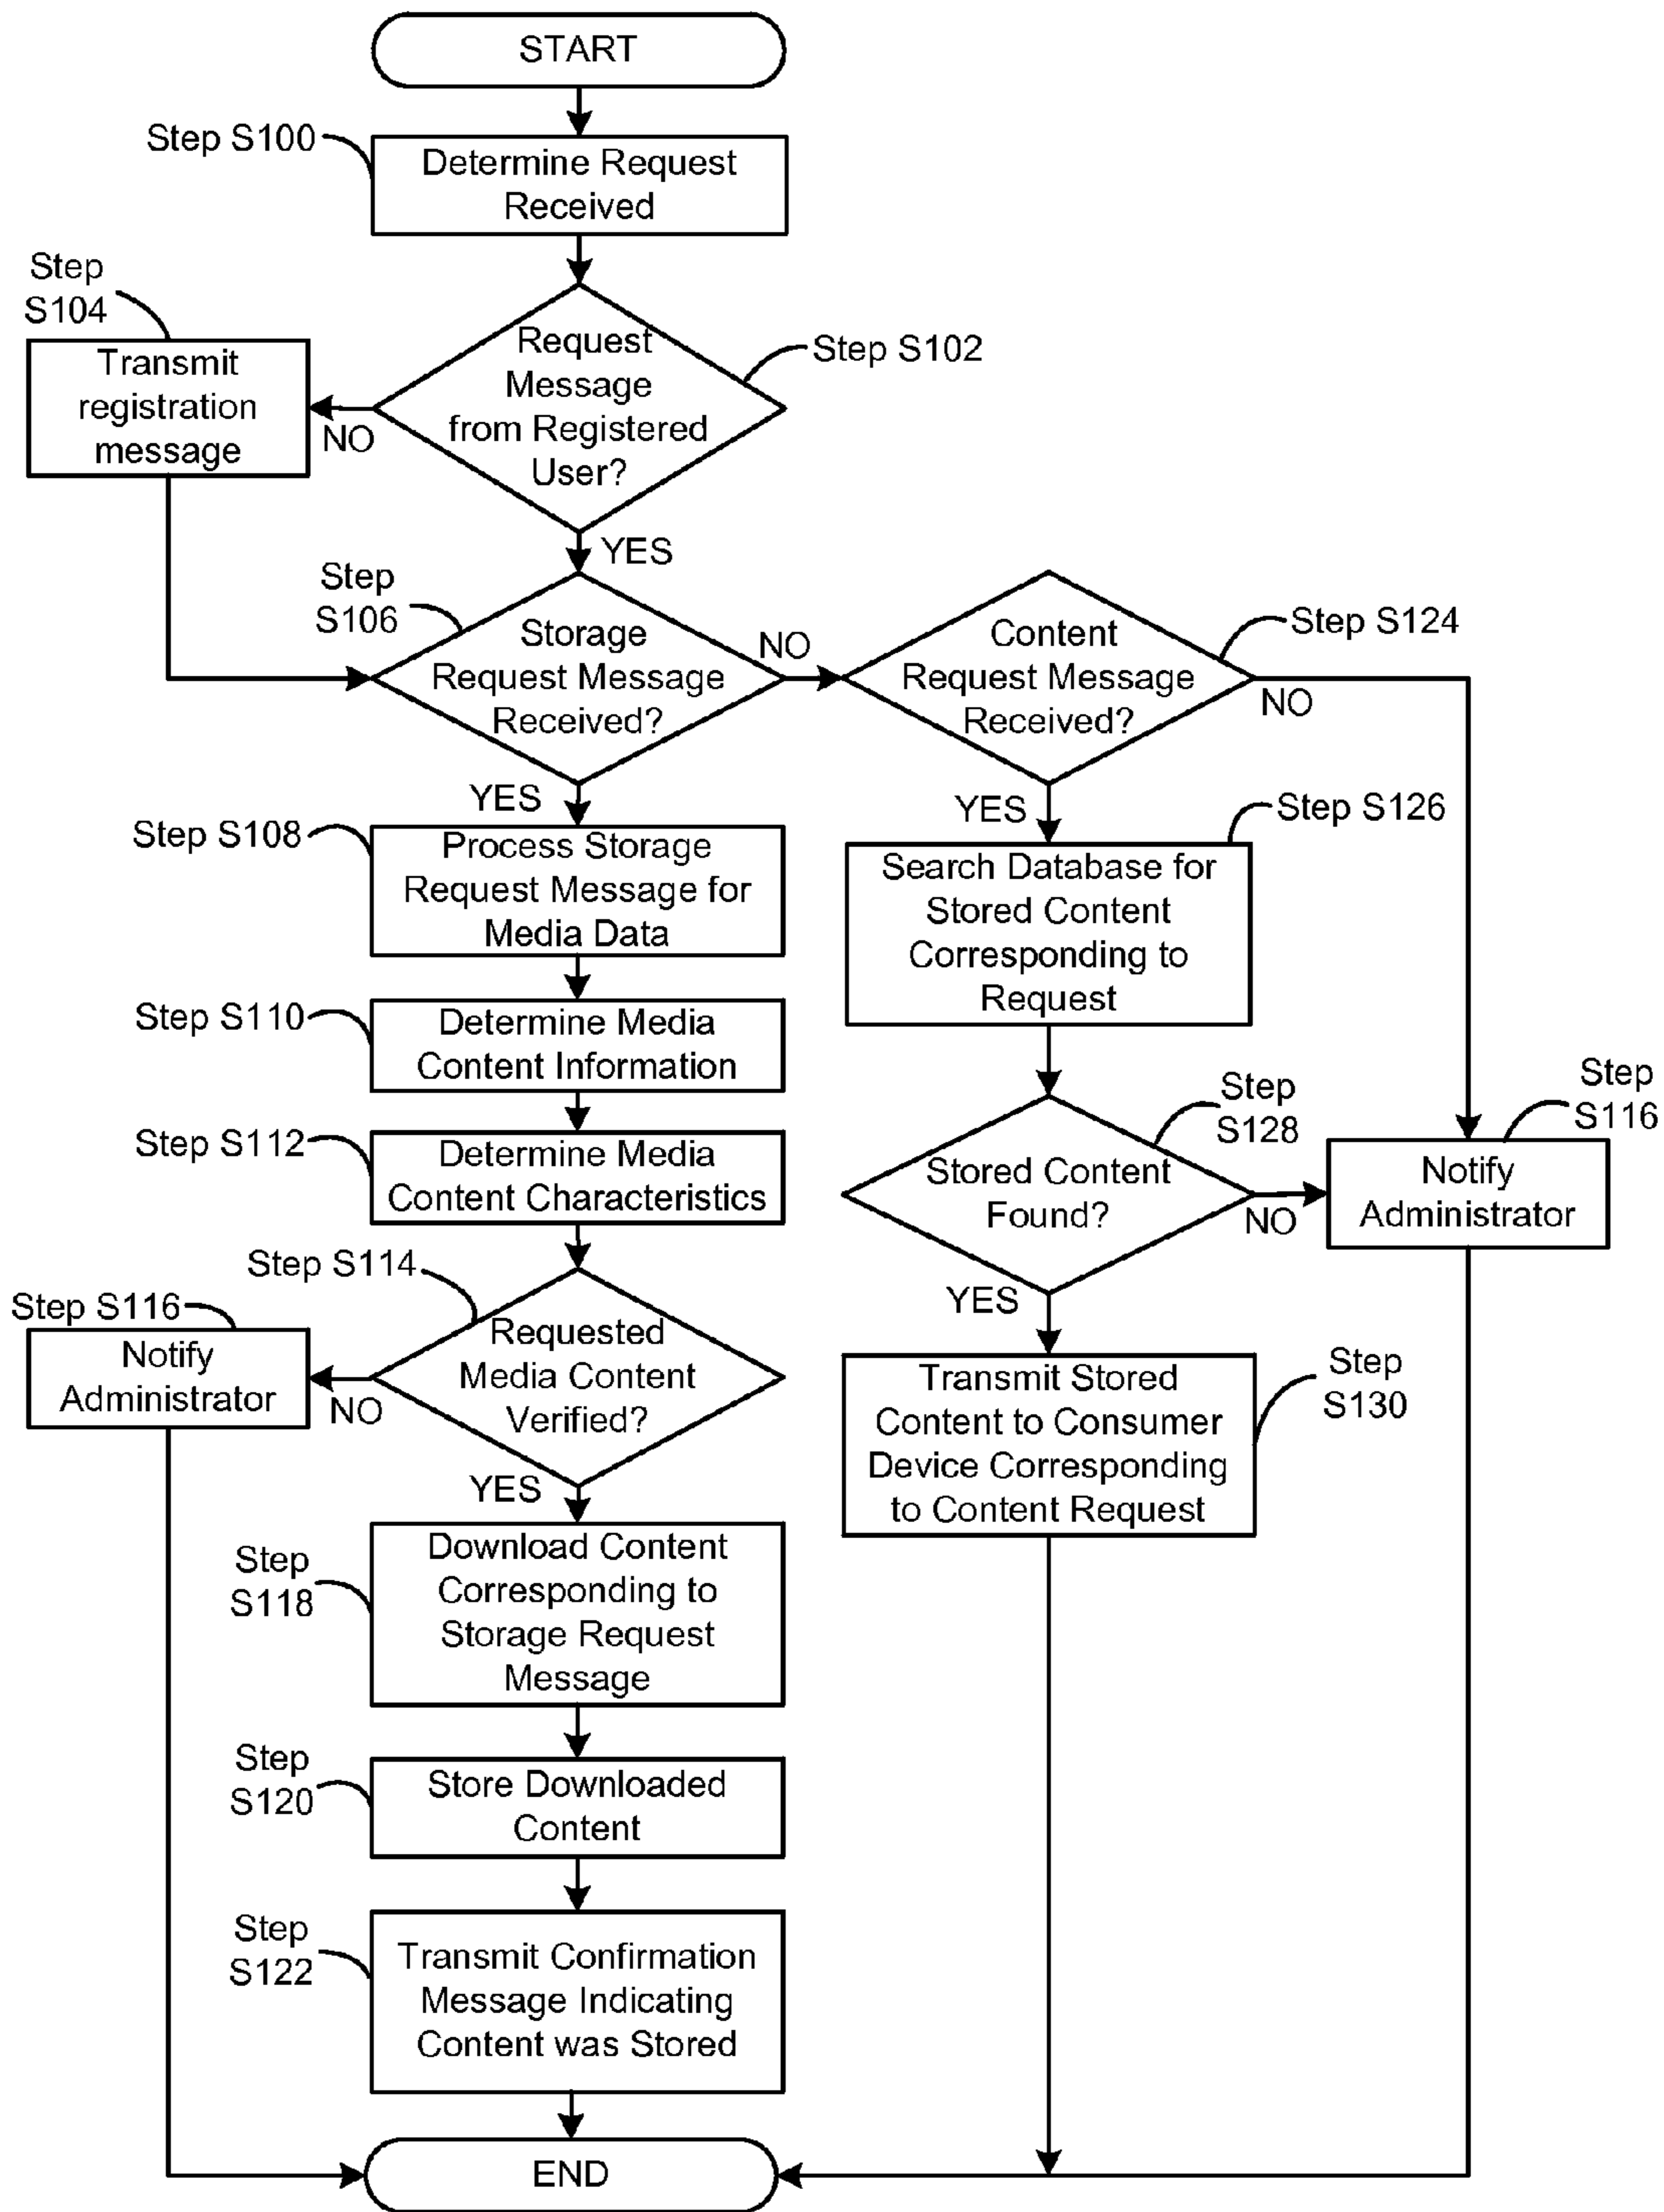 START
Step S100
Determine Request
Received
Step
S104
Transmit
registration
message
Request
Message
from Registered
User?
Step S102
NO
YES
Step
S106
Storage
Request Message
Received?
NO
Content
Request Message
Received?
Step S124
NO
YES
Step S108
Process Storage
Request Message for
Media Data
YES
Step S126
Search Database for
Stored Content
Corresponding to
Request
Step S110
Determine Media
Content Information
Step S112
Determine Media
Content Characteristics
Step
S128
Stored Content
Found?
NO
Step
S116
Notify
Administrator
Step S114
Requested
Media Content
Verified?
Step S116
Notify
Administrator
NO
YES
YES
Transmit Stored
Content to Consumer
Device Corresponding
to Content Request
Step
S130
Step
S118
Download Content
Corresponding to
Storage Request
Message
Step
S120
Store Downloaded
Content
Step
S122
Transmit Confirmation
Message Indicating
Content was Stored
END